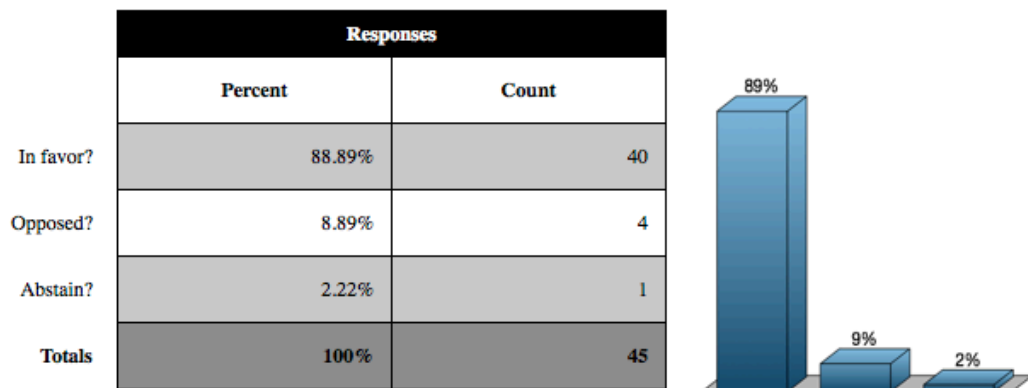 Responses
Percent Count
In favor? 88.89% 40
Opposed? 8.89% 4
Abstain? 2.22% 1
Totals 100% 45
89%
9%
2%